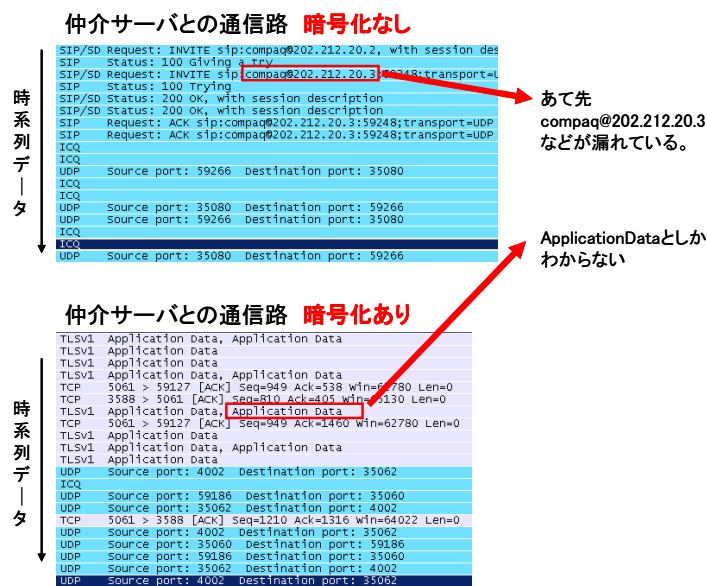 仲介サーバとの通信路 暗号化なし
SIP/SD Request: INVITE sip:compaq@202.212.20.2, with session des
SIP Status: 100 Giving a try
SIP/SD Request: INVITE sip:compaq@202.212.20.3:59248;transport=U
SIP Status: 100 Trying
SIP/SD Status: 200 OK, with session description
SIP/SD Status: 200 OK, with session description
SIP Request: ACK sip:compaq@202.212.20.3:59248;transport=UDP
SIP Request: ACK sip:compaq@202.212.20.3:59248;transport=UDP
ICQ
ICQ
UDP Source port: 59266 Destination port: 35080
ICQ
ICQ
UDP Source port: 35080 Destination port: 59266
UDP Source port: 59266 Destination port: 35080
ICQ
ICQ
UDP Source port: 35080 Destination port: 59266
時系列データ
あて先
compaq@202.212.20.3
などが漏れている。
ApplicationDataとしか
わからない
仲介サーバとの通信路 暗号化あり
TLSv1 Application Data, Application Data
TLSv1 Application Data
TLSv1 Application Data
TLSv1 Application Data, Application Data
TCP 5061 > 59127 [ACK] Seq=949 Ack=538 Win=62780 Len=0
TCP 3588 > 5061 [ACK] Seq=810 Ack=405 Win=65130 Len=0
TLSv1 Application Data, Application Data
TCP 5061 > 59127 [ACK] Seq=949 Ack=1460 Win=62780 Len=0
TLSv1 Application Data
TLSv1 Application Data, Application Data
TLSv1 Application Data
UDP Source port: 4002 Destination port: 35062
ICQ
UDP Source port: 59186 Destination port: 35060
UDP Source port: 35062 Destination port: 4002
TCP 5061 > 3588 [ACK] Seq=1210 Ack=1316 Win=64022 Len=0
UDP Source port: 4002 Destination port: 35062
UDP Source port: 35060 Destination port: 59186
UDP Source port: 59186 Destination port: 35060
UDP Source port: 35062 Destination port: 4002
UDP Source port: 4002 Destination port: 35062
時系列データ